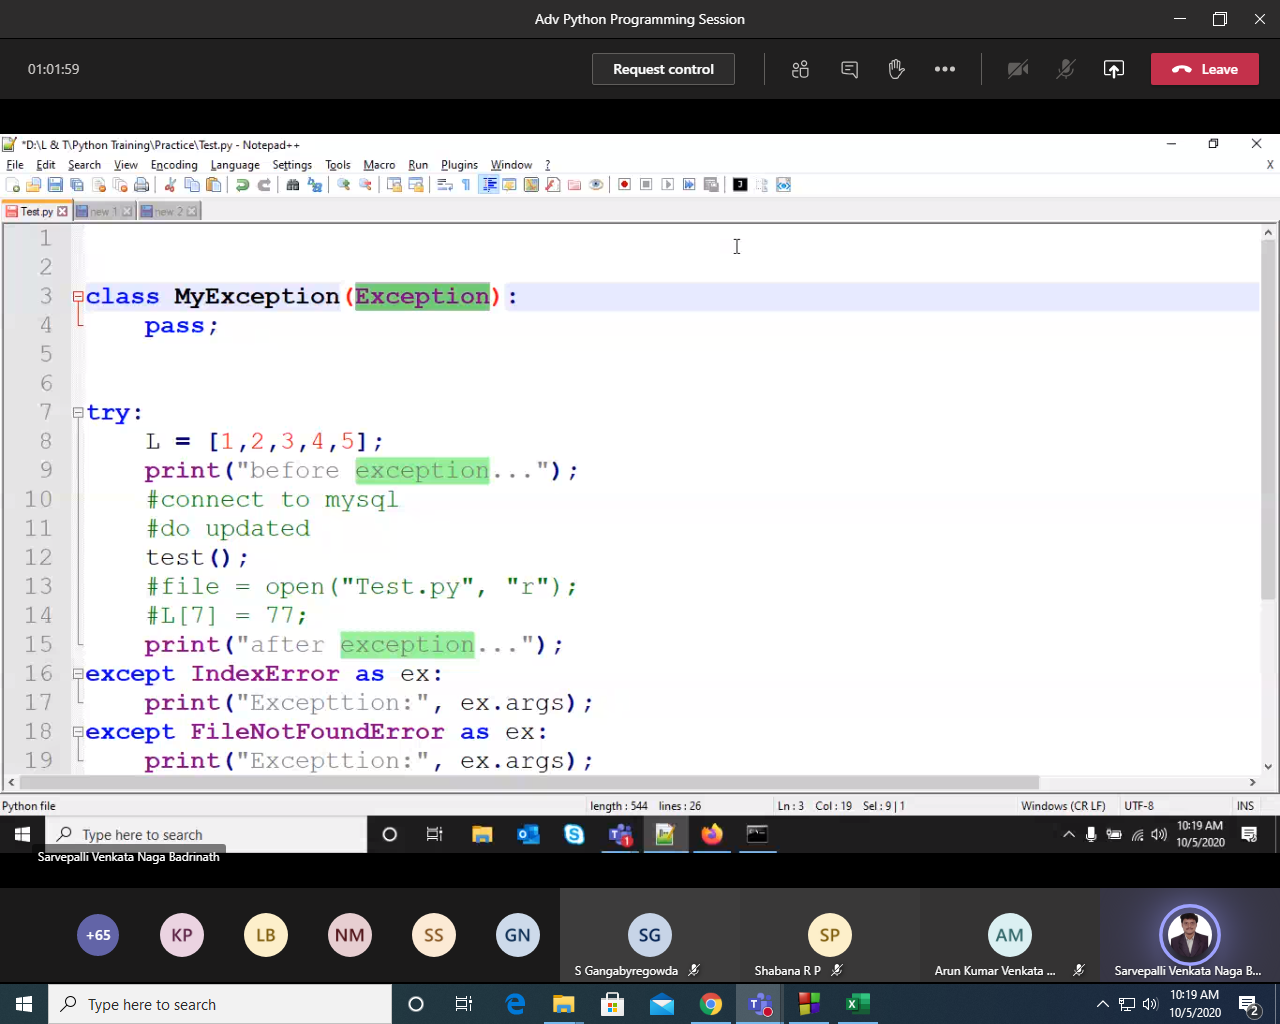 Adv Python Programming Session
01:01:59
Request control
Leave
*D:\L & T\Python Training\Practice\Test.py - Notepad++
File Edit Search View Encoding Language Settings Tools Macro Run Plugins Window ?
X
Test.py new 1 new 2
1
2
3 class MyException(Exception):
4 pass;
5
6
7 try:
8 L = [1,2,3,4,5];
9 print("before exception...");
10 #connect to mysql
11 #do updated
12 test();
13 #file = open("Test.py", "r");
14 #L[7] = 77;
15 print("after exception...");
16 except IndexError as ex:
17 print("Excepttion:", ex.args);
18 except FileNotFoundError as ex:
19 print("Excepttion:", ex.args);
Python file length : 544 lines : 26 Ln : 3 Col : 19 Sel : 9 | 1 Windows (CR LF) UTF-8 INS
Type here to search
1
10:19 AM
10/5/2020
Sarvepalli Venkata Naga Badrinath
+65 KP LB NM SS GN SG SP AM
S Gangabyregowda Shabana R P Arun Kumar Venkata ... Sarvepalli Venkata Naga B...
Type here to search
10:19 AM
10/5/2020
2